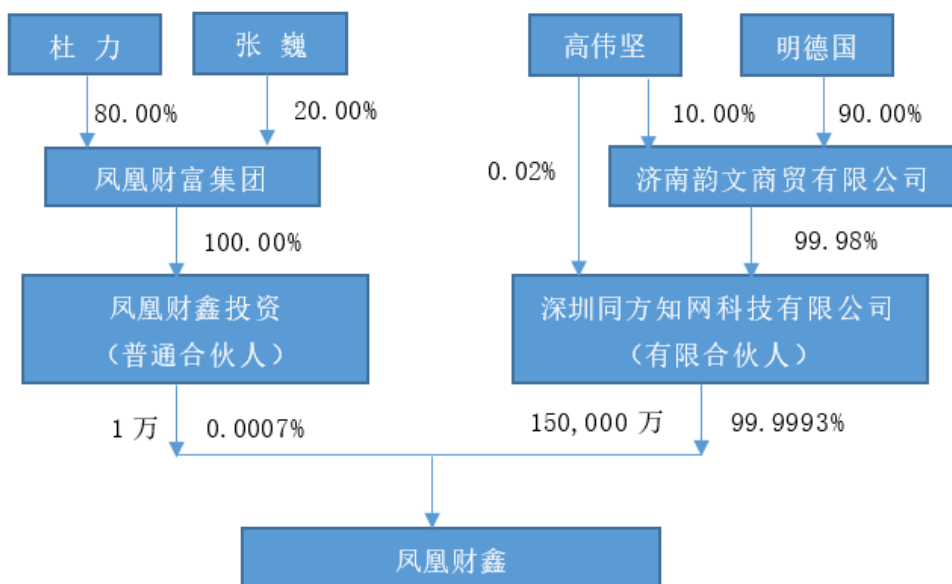 杜 力
张 巍
高伟坚
明德国
80.00%
20.00%
10.00%
90.00%
0.02%
凤凰财富集团
济南韵文商贸有限公司
100.00%
99.98%
凤凰财鑫投资
（普通合伙人）
深圳同方知网科技有限公司
（有限合伙人）
1 万
0.0007%
150,000 万
99.9993%
凤凰财鑫